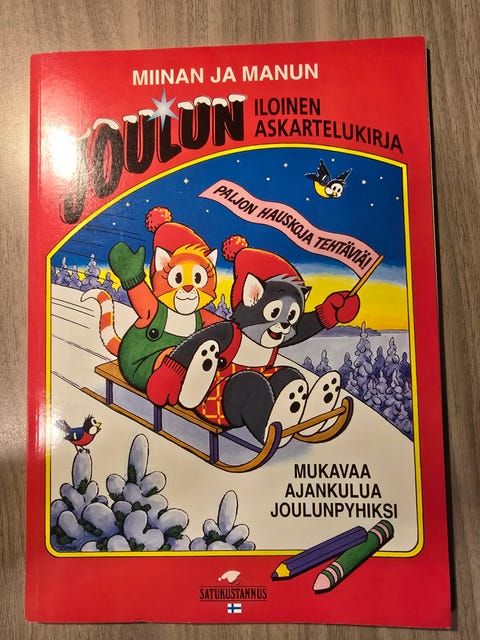 MIINAN JA MANUN
JOULUN
ILOINEN
ASKARTELUKIRJA
PALJON HAUSKOJA TEHTÄVIÄ!
MUKAVAA
AJANKULUA
JOULUNPYHIKSI
SATUKUSTANNUS